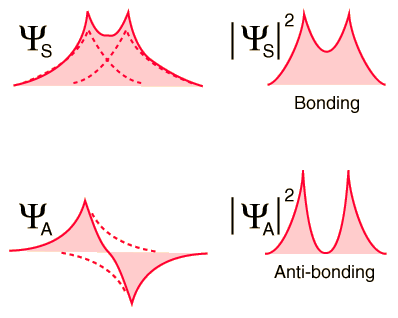 Ψ_S
|Ψ_S|²
Bonding
Ψ_A
|Ψ_A|²
Anti-bonding